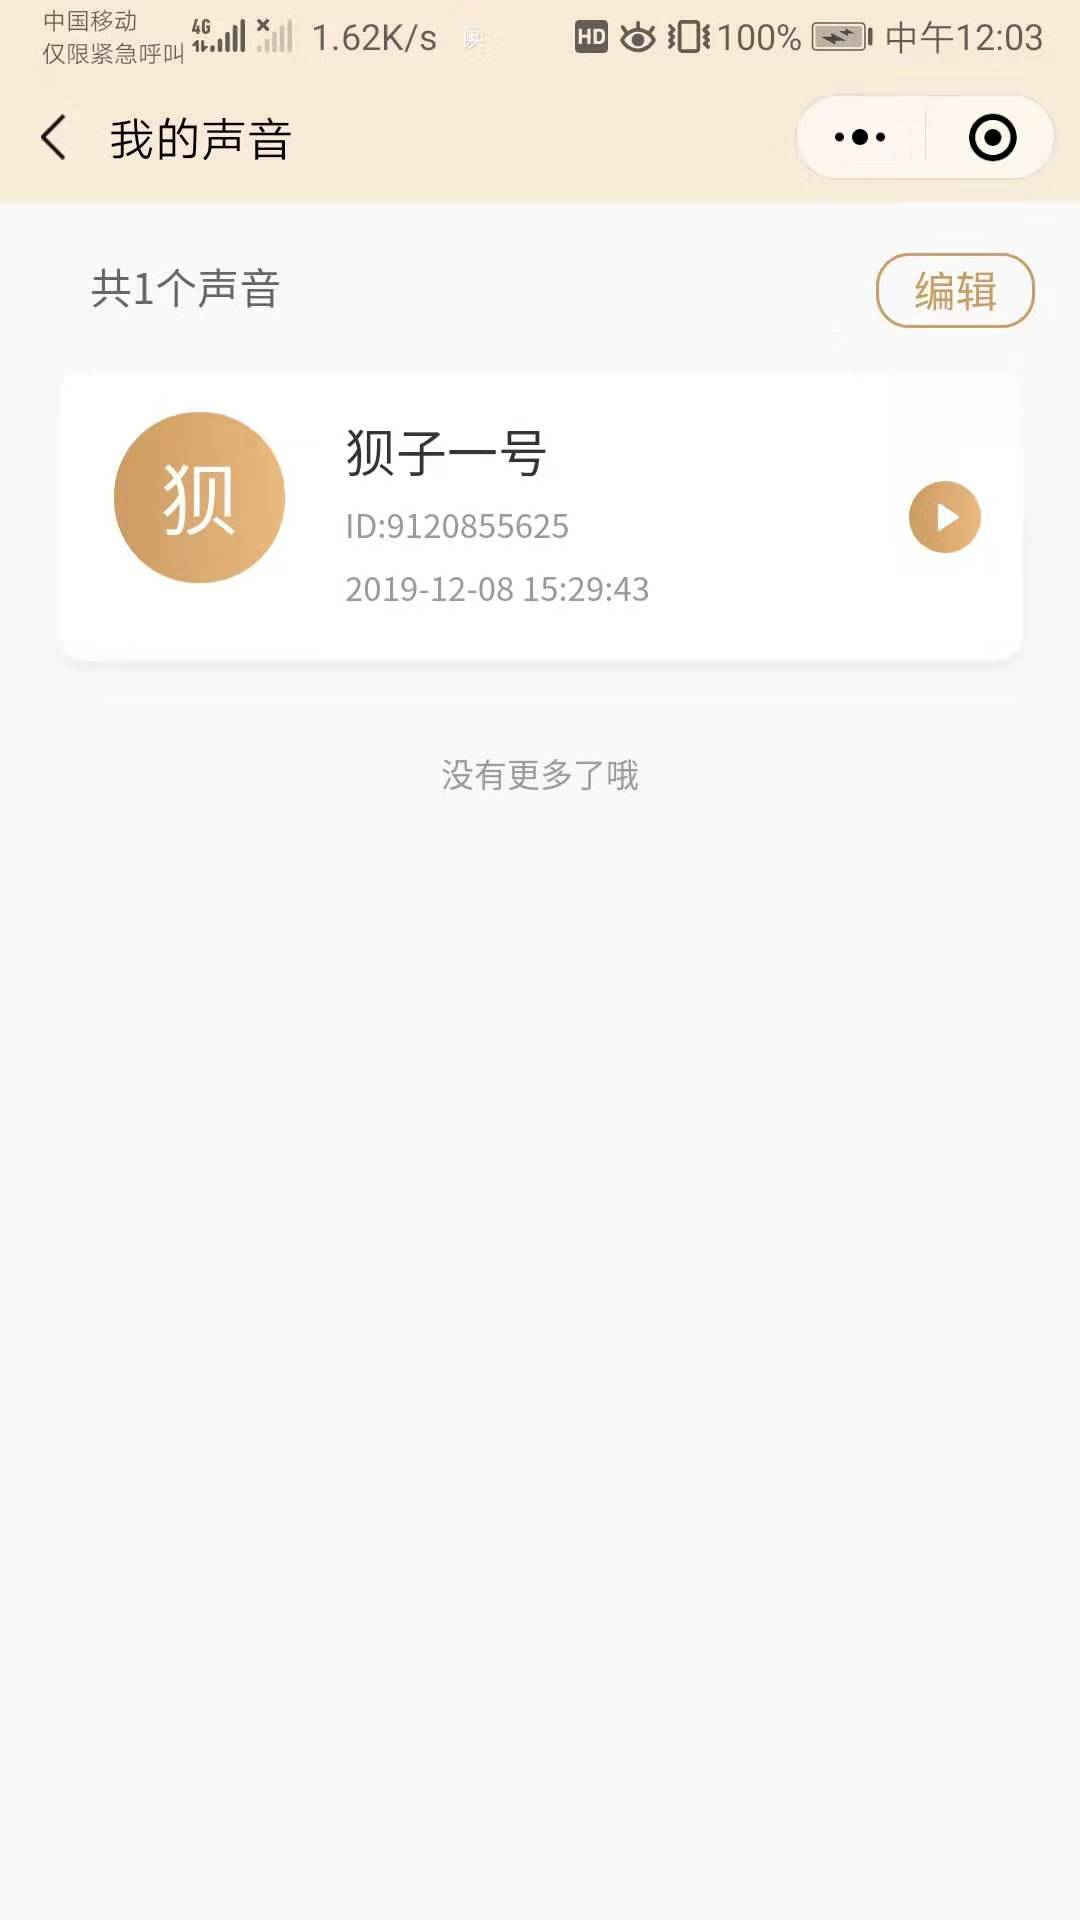 中国移动
仅限紧急呼叫
4G
1.62K/s
HD
100%
中午12:03
我的声音
共1个声音
编辑
狈
狈子一号
ID:9120855625
2019-12-08 15:29:43
没有更多了哦